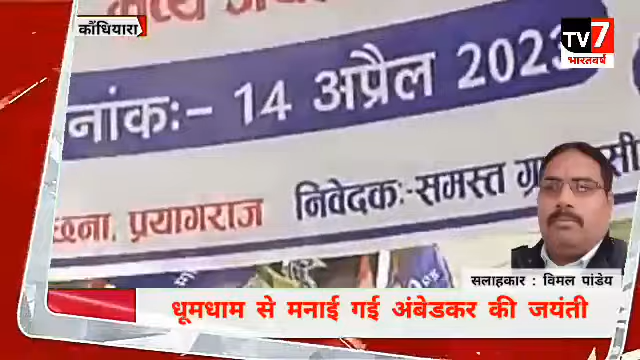 कौंधियारा
TV7
भारतवर्ष
नांकः- 14 अप्रैल 2023
छना, प्रयागराज
निवेदकः-समस्त
सलाहकार : विमल पांडेय
धूमधाम से मनाई गई अंबेडकर की जयंती